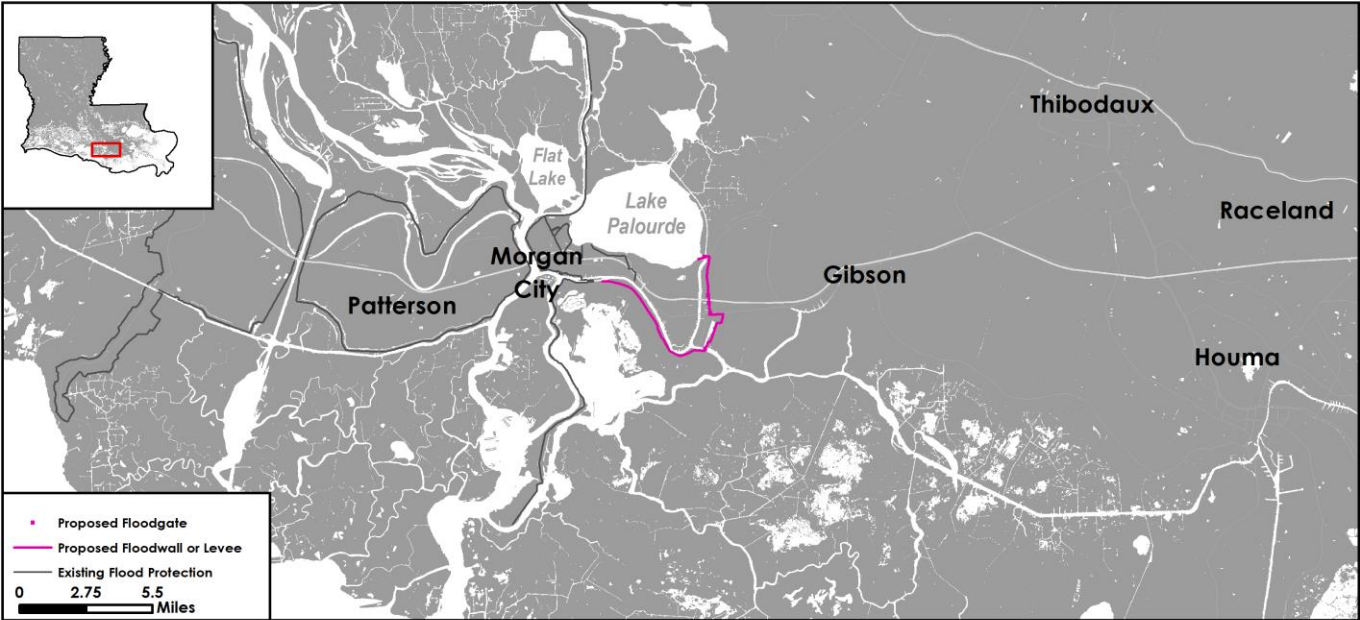 Thibodaux
Flat
Lake
Lake
Palourde
Raceland
Morgan
City
Gibson
Patterson
Houma
Proposed Floodgate
Proposed Floodwall or Levee
Existing Flood Protection
0 2.75 5.5
Miles